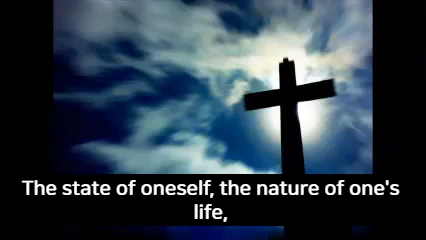 The state of oneself, the nature of one's
life,